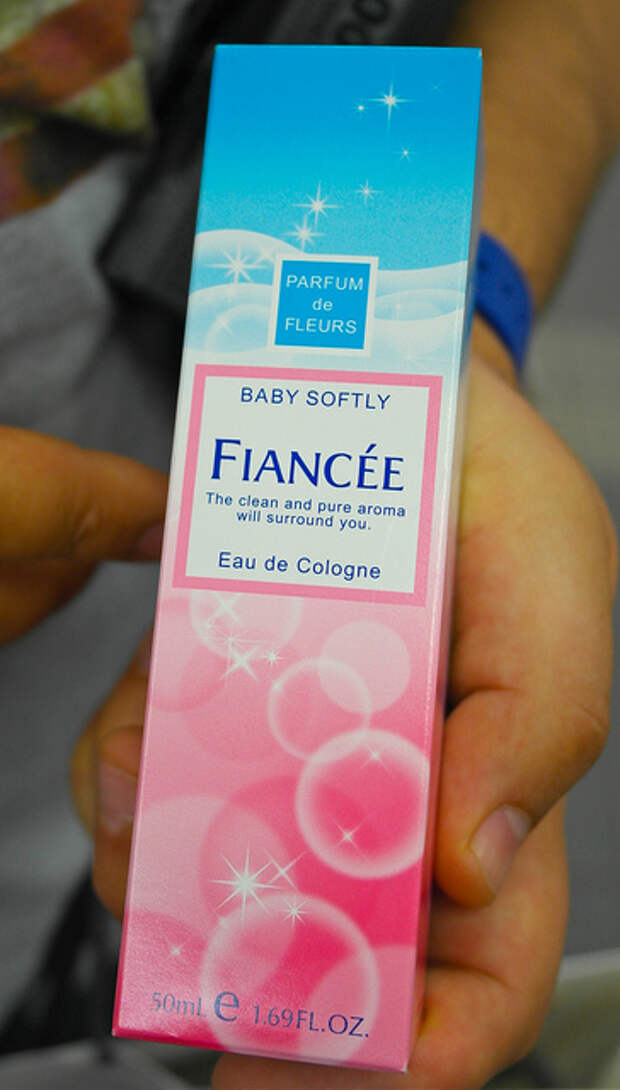 PARFUM
de
FLEURS
BABY SOFTLY
FIANCÉE
The clean and pure aroma
will surround you.
Eau de Cologne
50mL e 1.69FL.OZ.